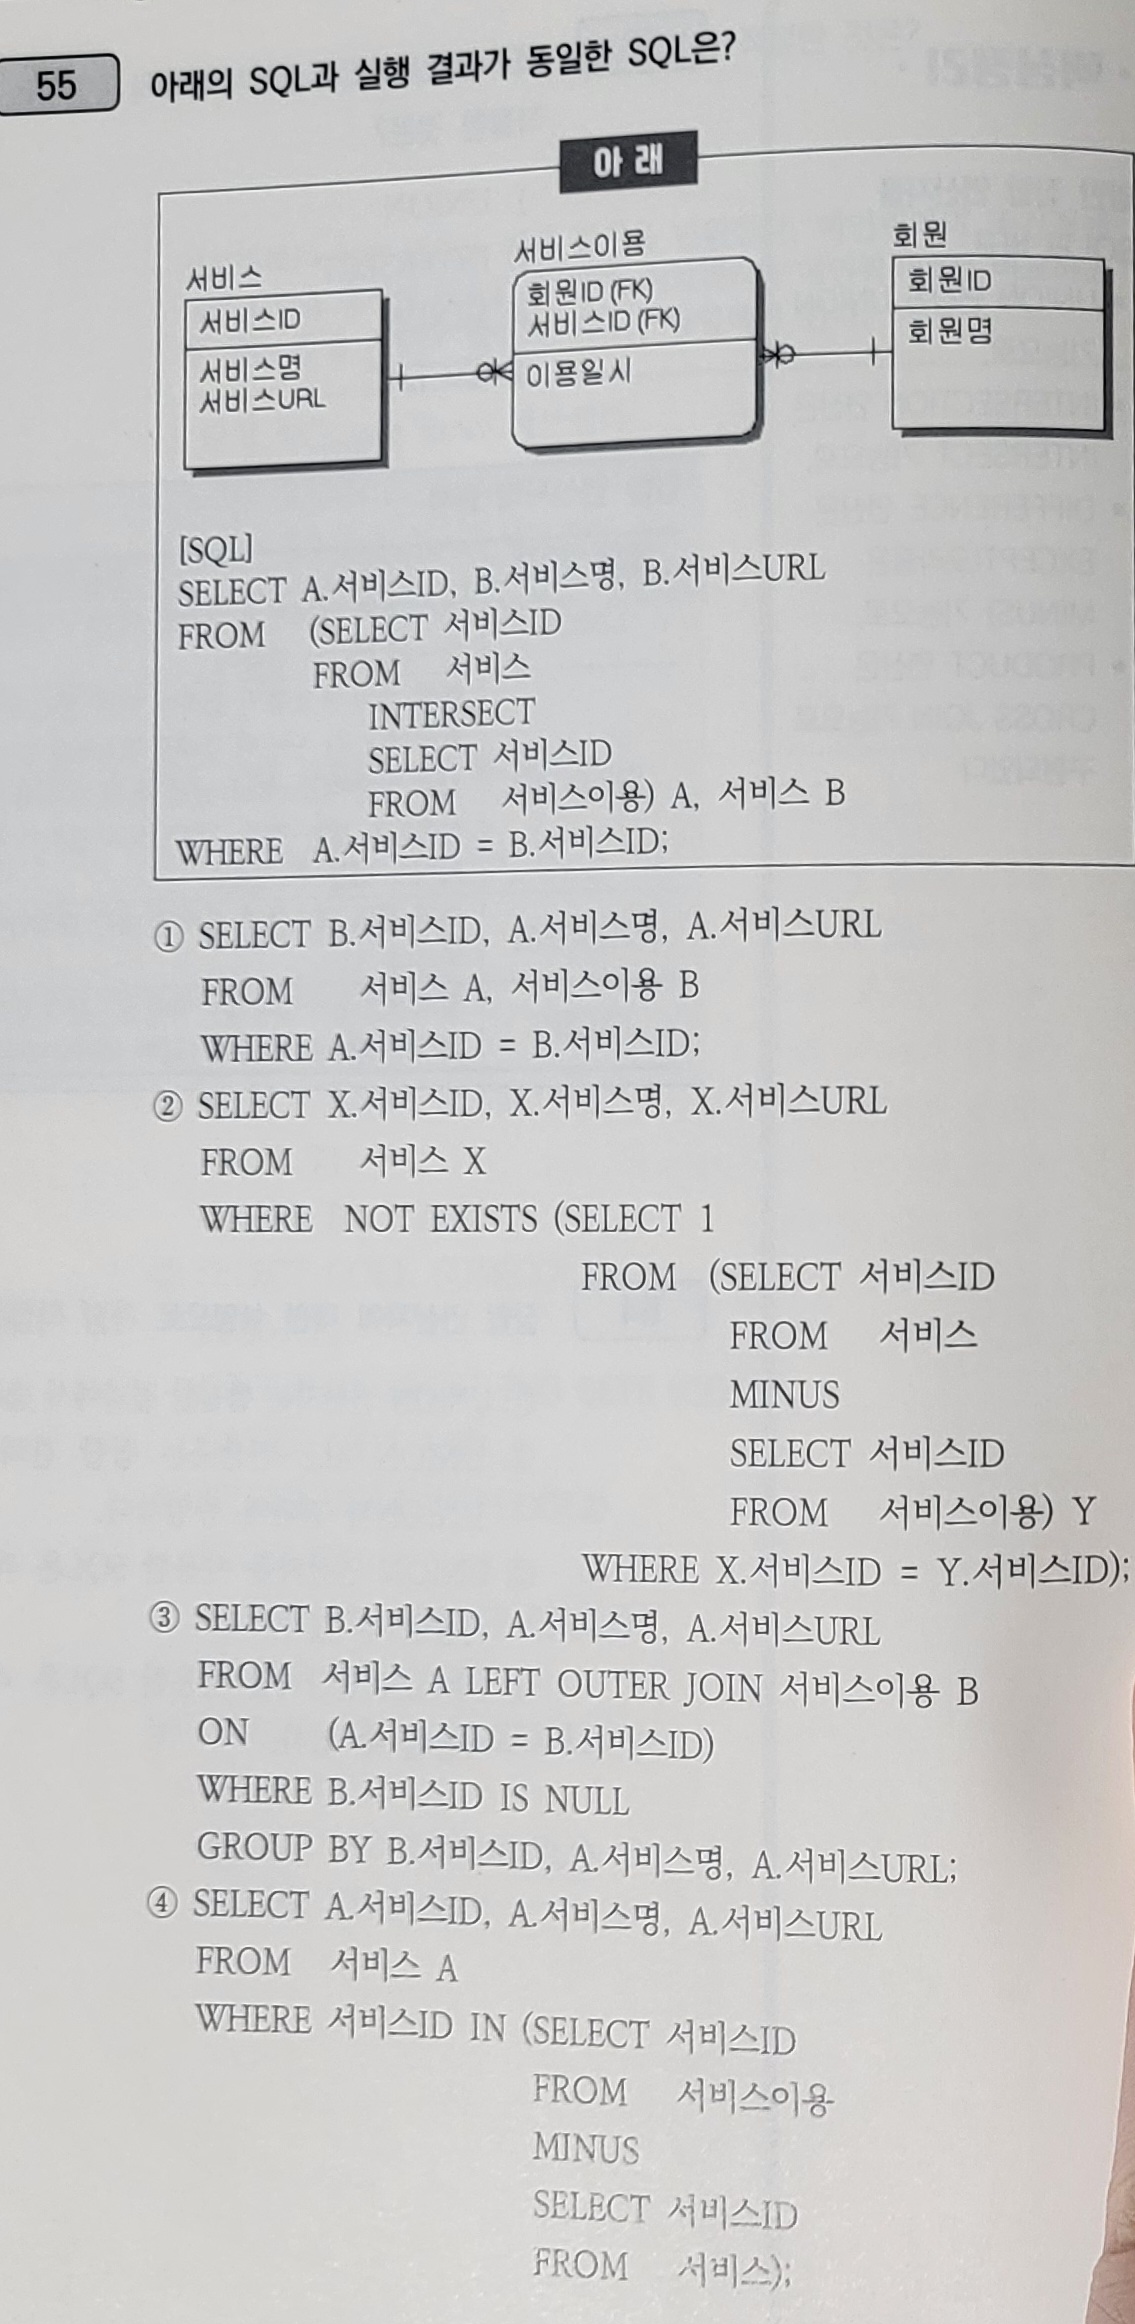 55 아래의 SQL과 실행 결과가 동일한 SQL은?
아 래
서비스
서비스ID
서비스명
서비스URL
서비스이용
회원ID (FK)
서비스ID (FK)
이용일시
회원
회원ID
회원명
[SQL]
SELECT A.서비스ID, B.서비스명, B.서비스URL
FROM (SELECT 서비스ID
FROM 서비스
INTERSECT
SELECT 서비스ID
FROM 서비스이용) A, 서비스 B
WHERE A.서비스ID = B.서비스ID;
① SELECT B.서비스ID, A.서비스명, A.서비스URL
FROM 서비스 A, 서비스이용 B
WHERE A.서비스ID = B.서비스ID;
② SELECT X.서비스ID, X.서비스명, X.서비스URL
FROM 서비스 X
WHERE NOT EXISTS (SELECT 1
FROM (SELECT 서비스ID
FROM 서비스
MINUS
SELECT 서비스ID
FROM 서비스이용) Y
WHERE X.서비스ID = Y.서비스ID);
③ SELECT B.서비스ID, A.서비스명, A.서비스URL
FROM 서비스 A LEFT OUTER JOIN 서비스이용 B
ON (A.서비스ID = B.서비스ID)
WHERE B.서비스ID IS NULL
GROUP BY B.서비스ID, A.서비스명, A.서비스URL;
④ SELECT A.서비스ID, A.서비스명, A.서비스URL
FROM 서비스 A
WHERE 서비스ID IN (SELECT 서비스ID
FROM 서비스이용
MINUS
SELECT 서비스ID
FROM 서비스);